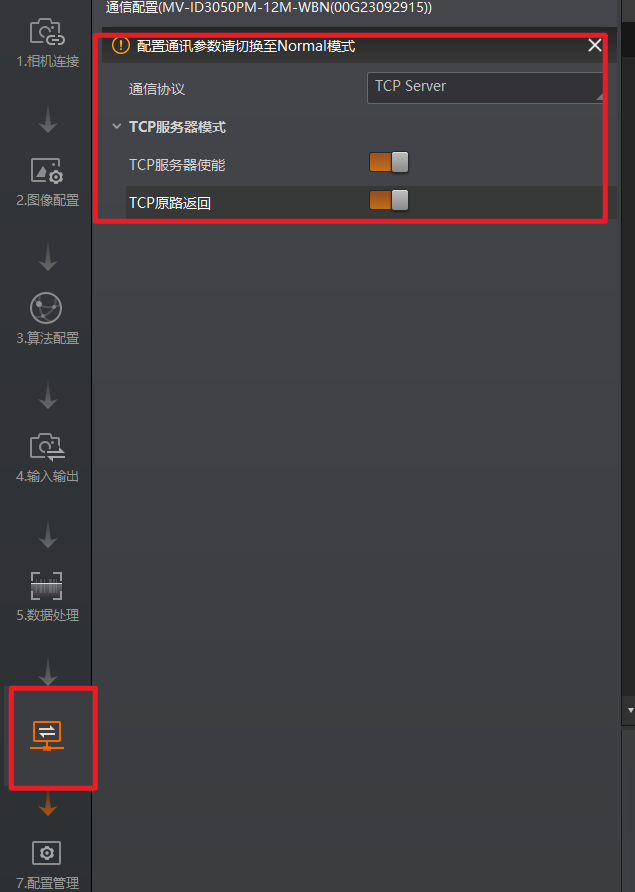 通信配置(MV-ID3050PM-12M-WBN(00G23092915))
配置通讯参数请切换至Normal模式
通信协议
TCP Server
TCP服务器模式
TCP服务器使能
TCP原路返回
1.相机连接
2.图像配置
3.算法配置
4.输入输出
5.数据处理
7.配置管理